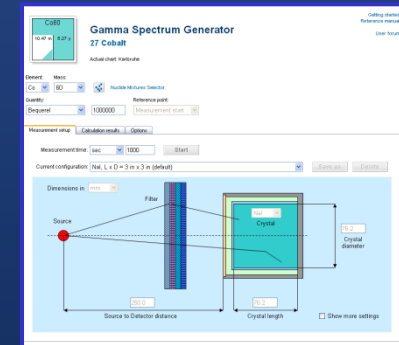 Co60
10.47 m 5.27 y
Gamma Spectrum Generator
27 Cobalt
Actual chart: Karlsruhe
Getting started
Reference manual
User forum
Element: Mass:
Co 60 Nuclide Mixtures Selector
Quantity: Reference point:
Bequerel 1000000 Measurement start
Measurement setup Calculation results Options
Measurement time: sec 1000 Start
Current configuration: NaI, L x D = 3 in x 3 in (default) Save as Delete
Dimensions in: mm
Filter
Source
NaI
Crystal
76.2
Crystal
diameter
280.0
76.2
Source to Detector distance
Crystal length
Show more settings